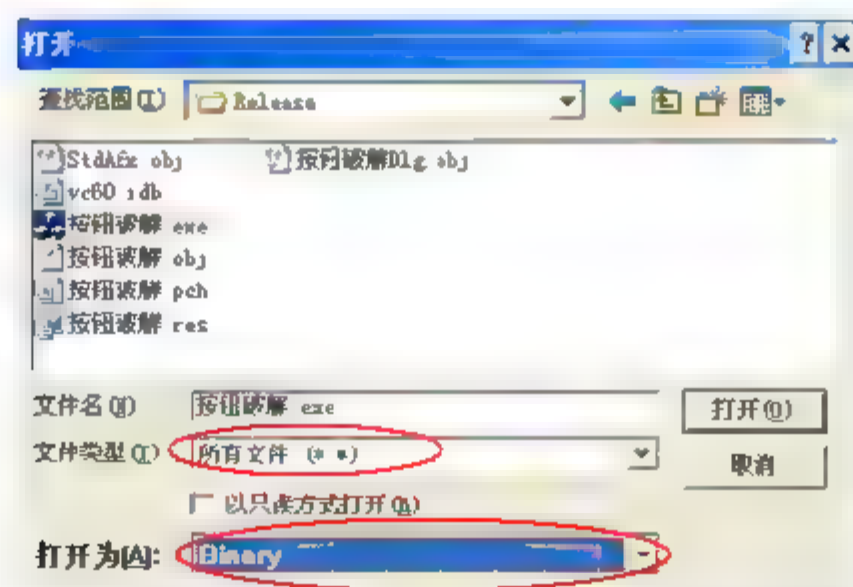 打开
查找范围(I) Release
StdAfx obj 按钮破解Dlg obj
vc60 idb
按钮破解 exe
按钮破解 obj
按钮破解 pch
按钮破解 res
文件名(N) 按钮破解 exe 打开(O)
文件类型(T) 所有文件 (* *) 取消
以只读方式打开(R)
打开为(A): Binary